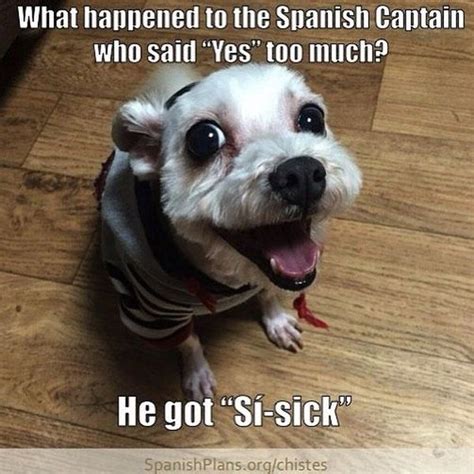 What happened to the Spanish Captain
who said "Yes" too much?
He got "Sí-sick"
SpanishPlans.org/chistes